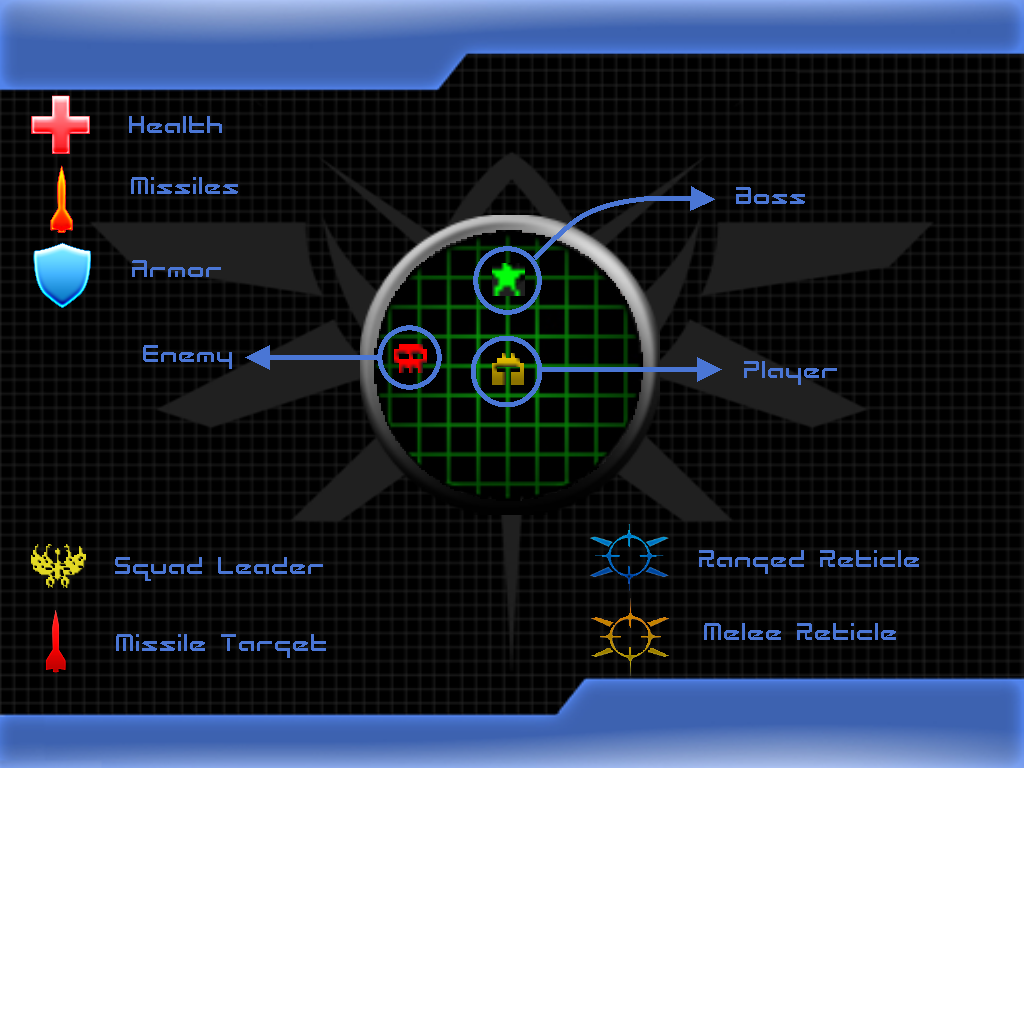 Health
Missiles
Boss
Armor
Enemy
Player
Squad Leader
Ranged Reticle
Missile Target
Melee Reticle